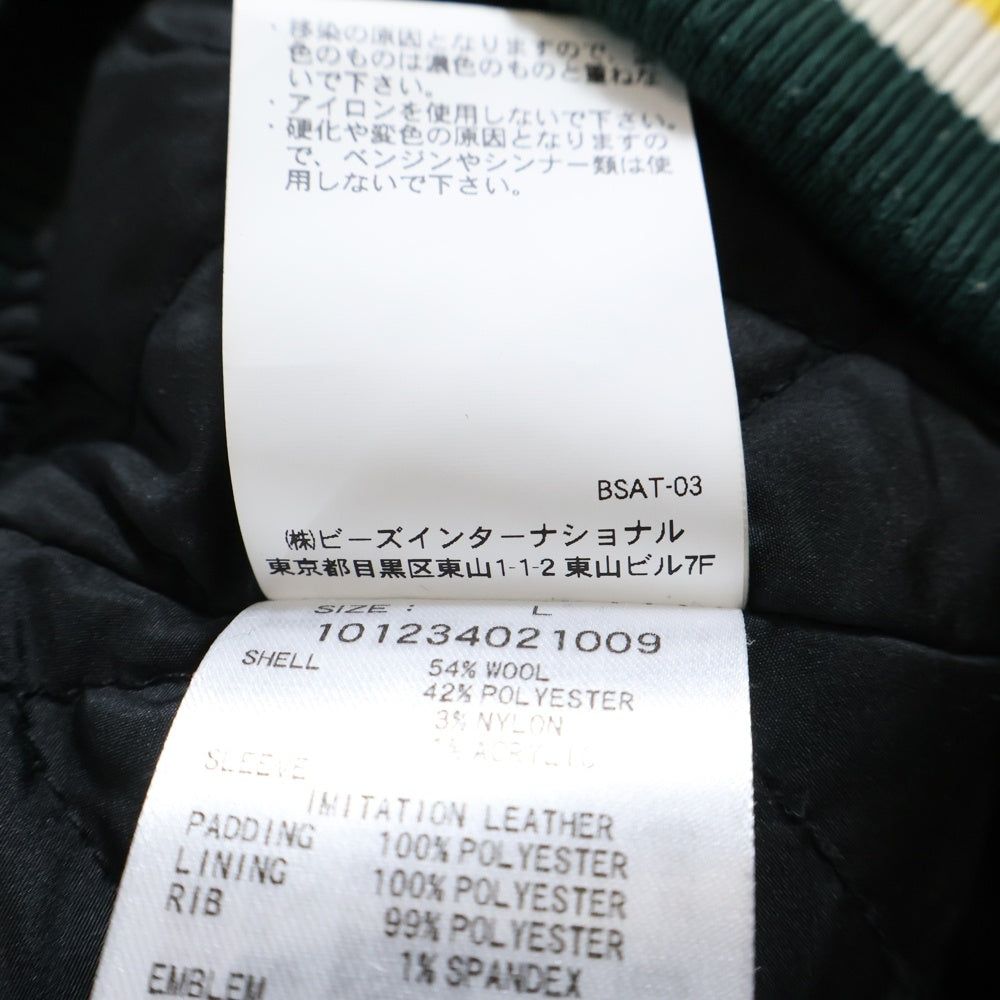 ・移染の原因となりますので、
色のものは濃色のものと重ねな
いで下さい。
・アイロンを使用しないで下さい。
・硬化や変色の原因となりますの
で、ベンジンやシンナー類は使
用しないで下さい。
BSAT-03
㈱ビーズインターナショナル
東京都目黒区東山1-1-2 東山ビル7F
SIZE : L
101234021009
SHELL 54% WOOL
42% POLYESTER
3% NYLON
ACRYLIC
SLEEVE
IMITATION LEATHER
PADDING 100% POLYESTER
LINING 100% POLYESTER
RIB 99% POLYESTER
1% SPANDEX
EMBLEM